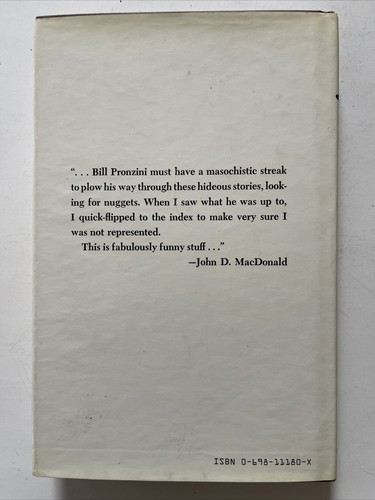 “. . . Bill Pronzini must have a masochistic streak
to plow his way through these hideous stories, look-
ing for nuggets. When I saw what he was up to,
I quick-flipped to the index to make very sure I
was not represented.
This is fabulously funny stuff . . .”
—John D. MacDonald
ISBN 0-698-11180-X